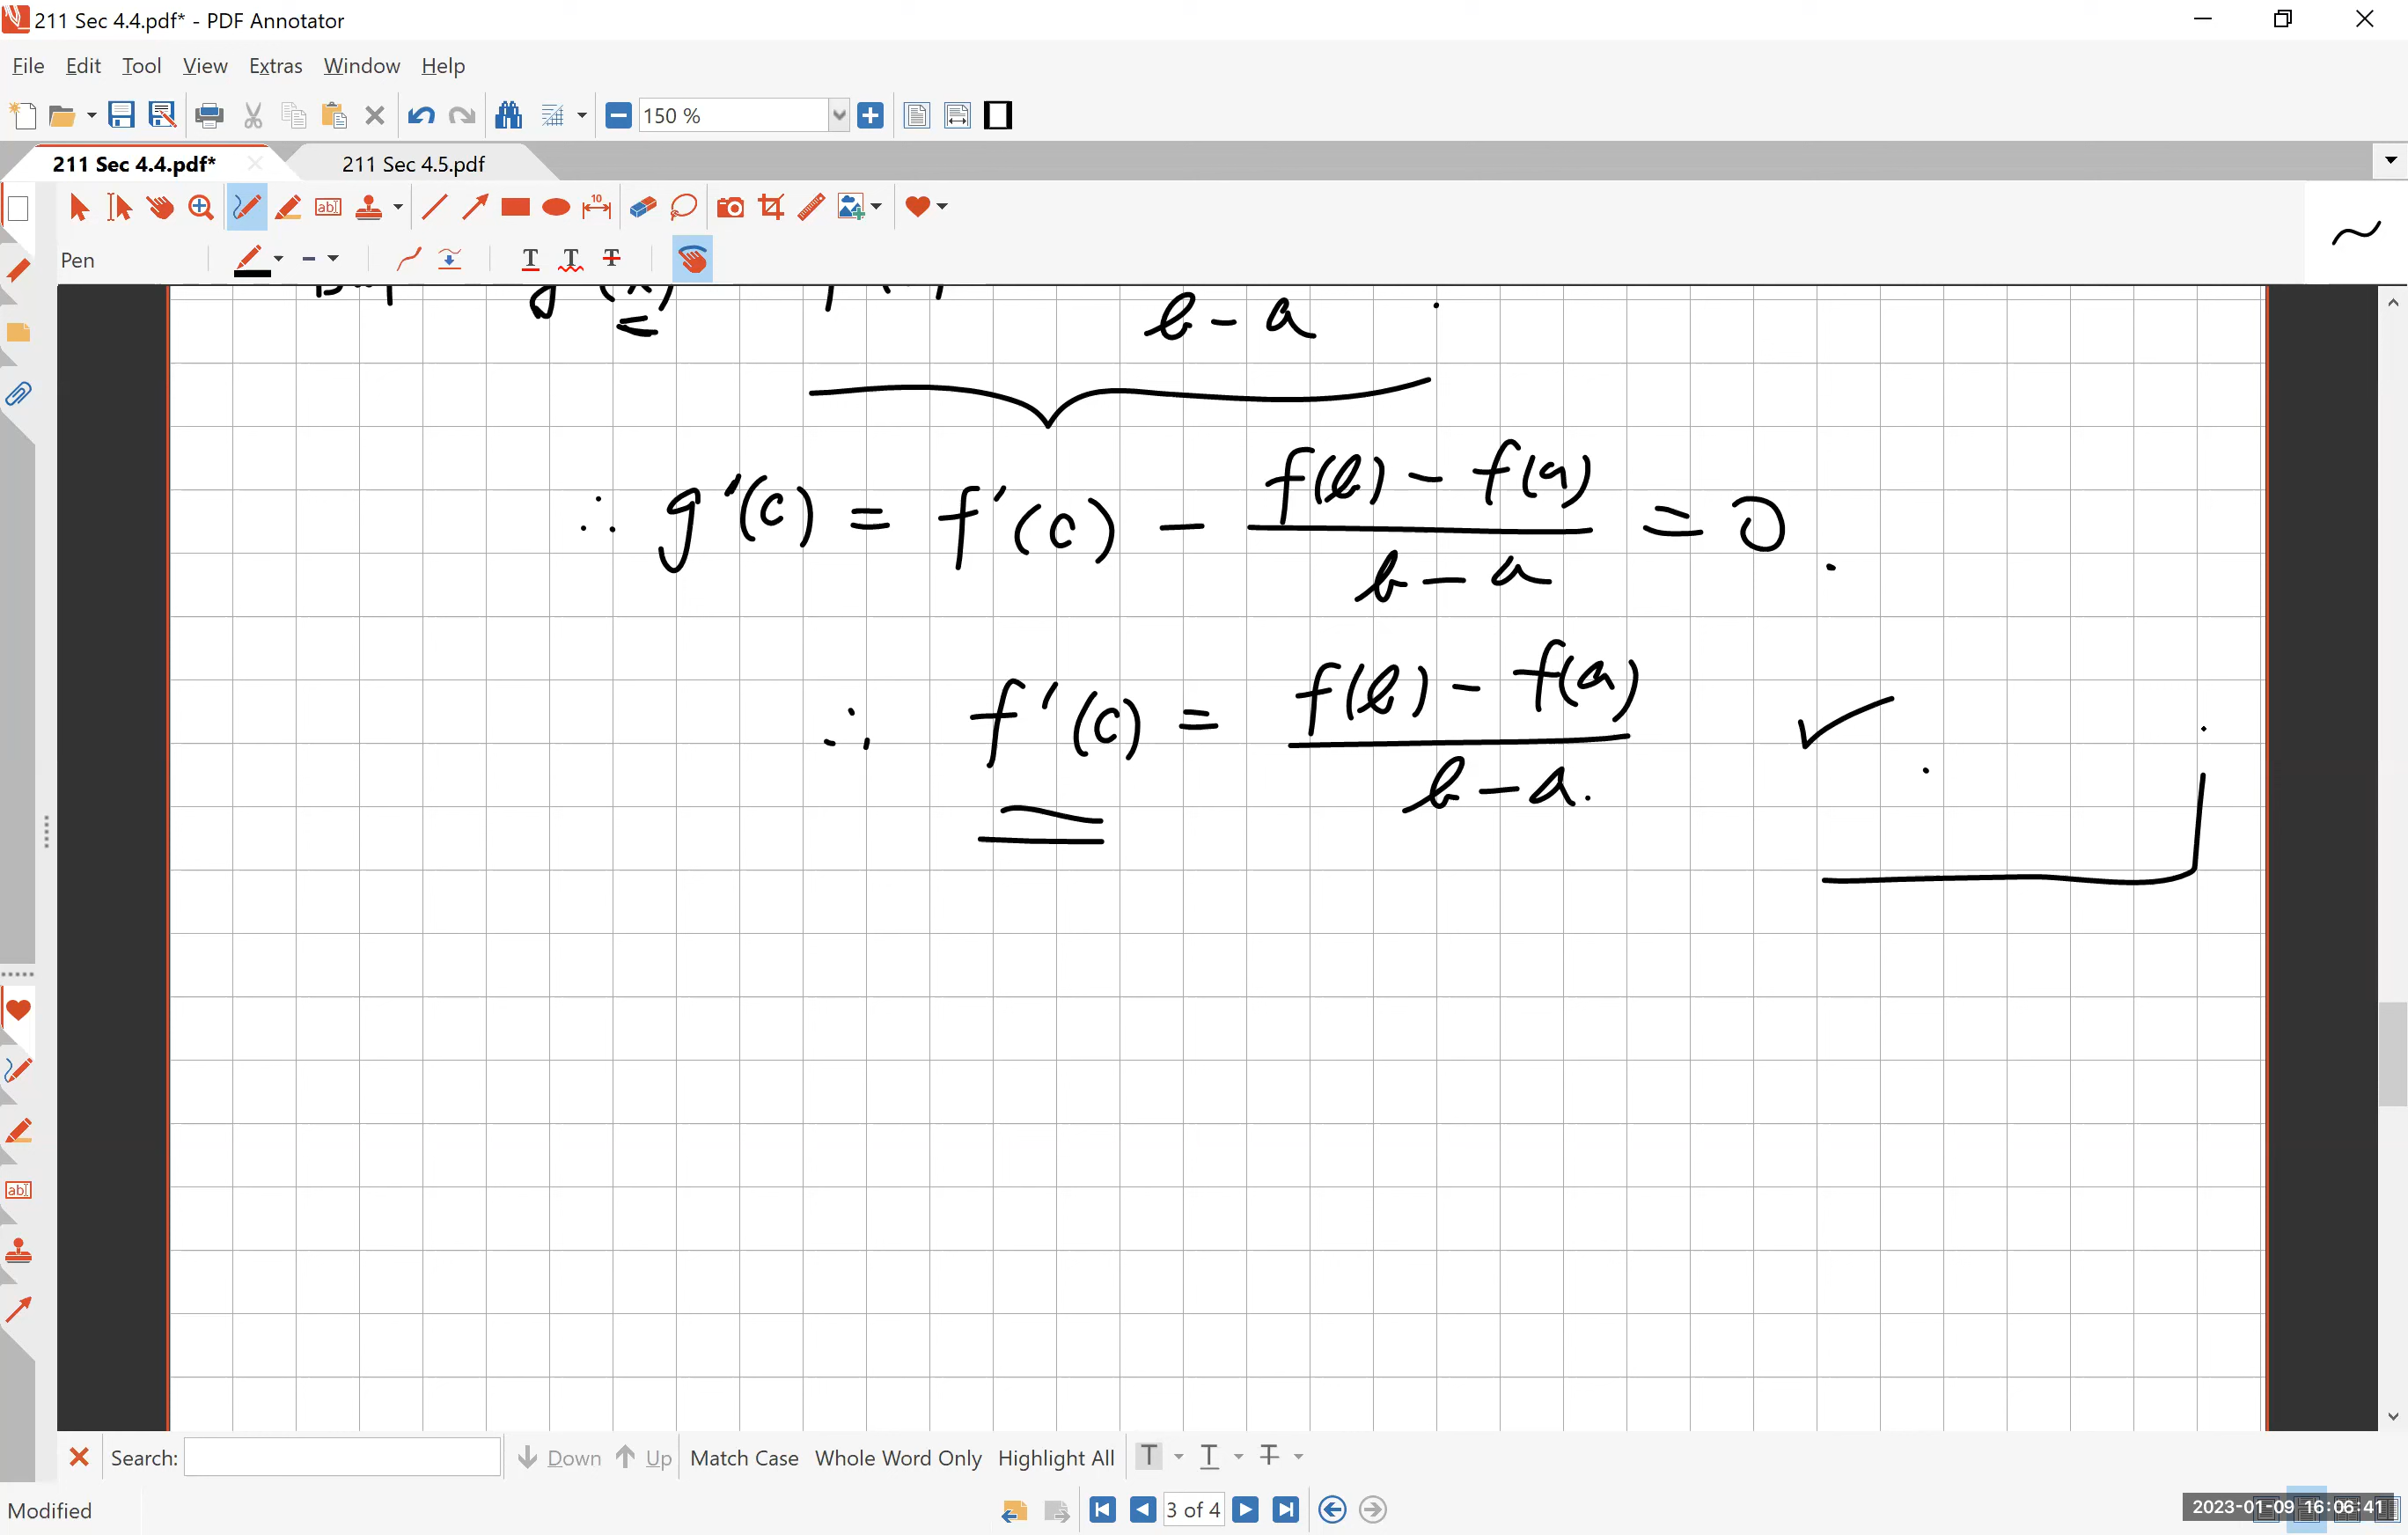 211 Sec 4.4.pdf* - PDF Annotator
File Edit Tool View Extras Window Help
150 %
211 Sec 4.4.pdf* 211 Sec 4.5.pdf
Pen
b - a .
∴ g'(c) = f'(c) - \frac{f(b) - f(a)}{b - a} = 0.
∴ f'(c) = \frac{f(b) - f(a)}{b - a.} ✓ .
Search: Down Up Match Case Whole Word Only Highlight All
3 of 4
Modified 2023-01-09 16:06:41